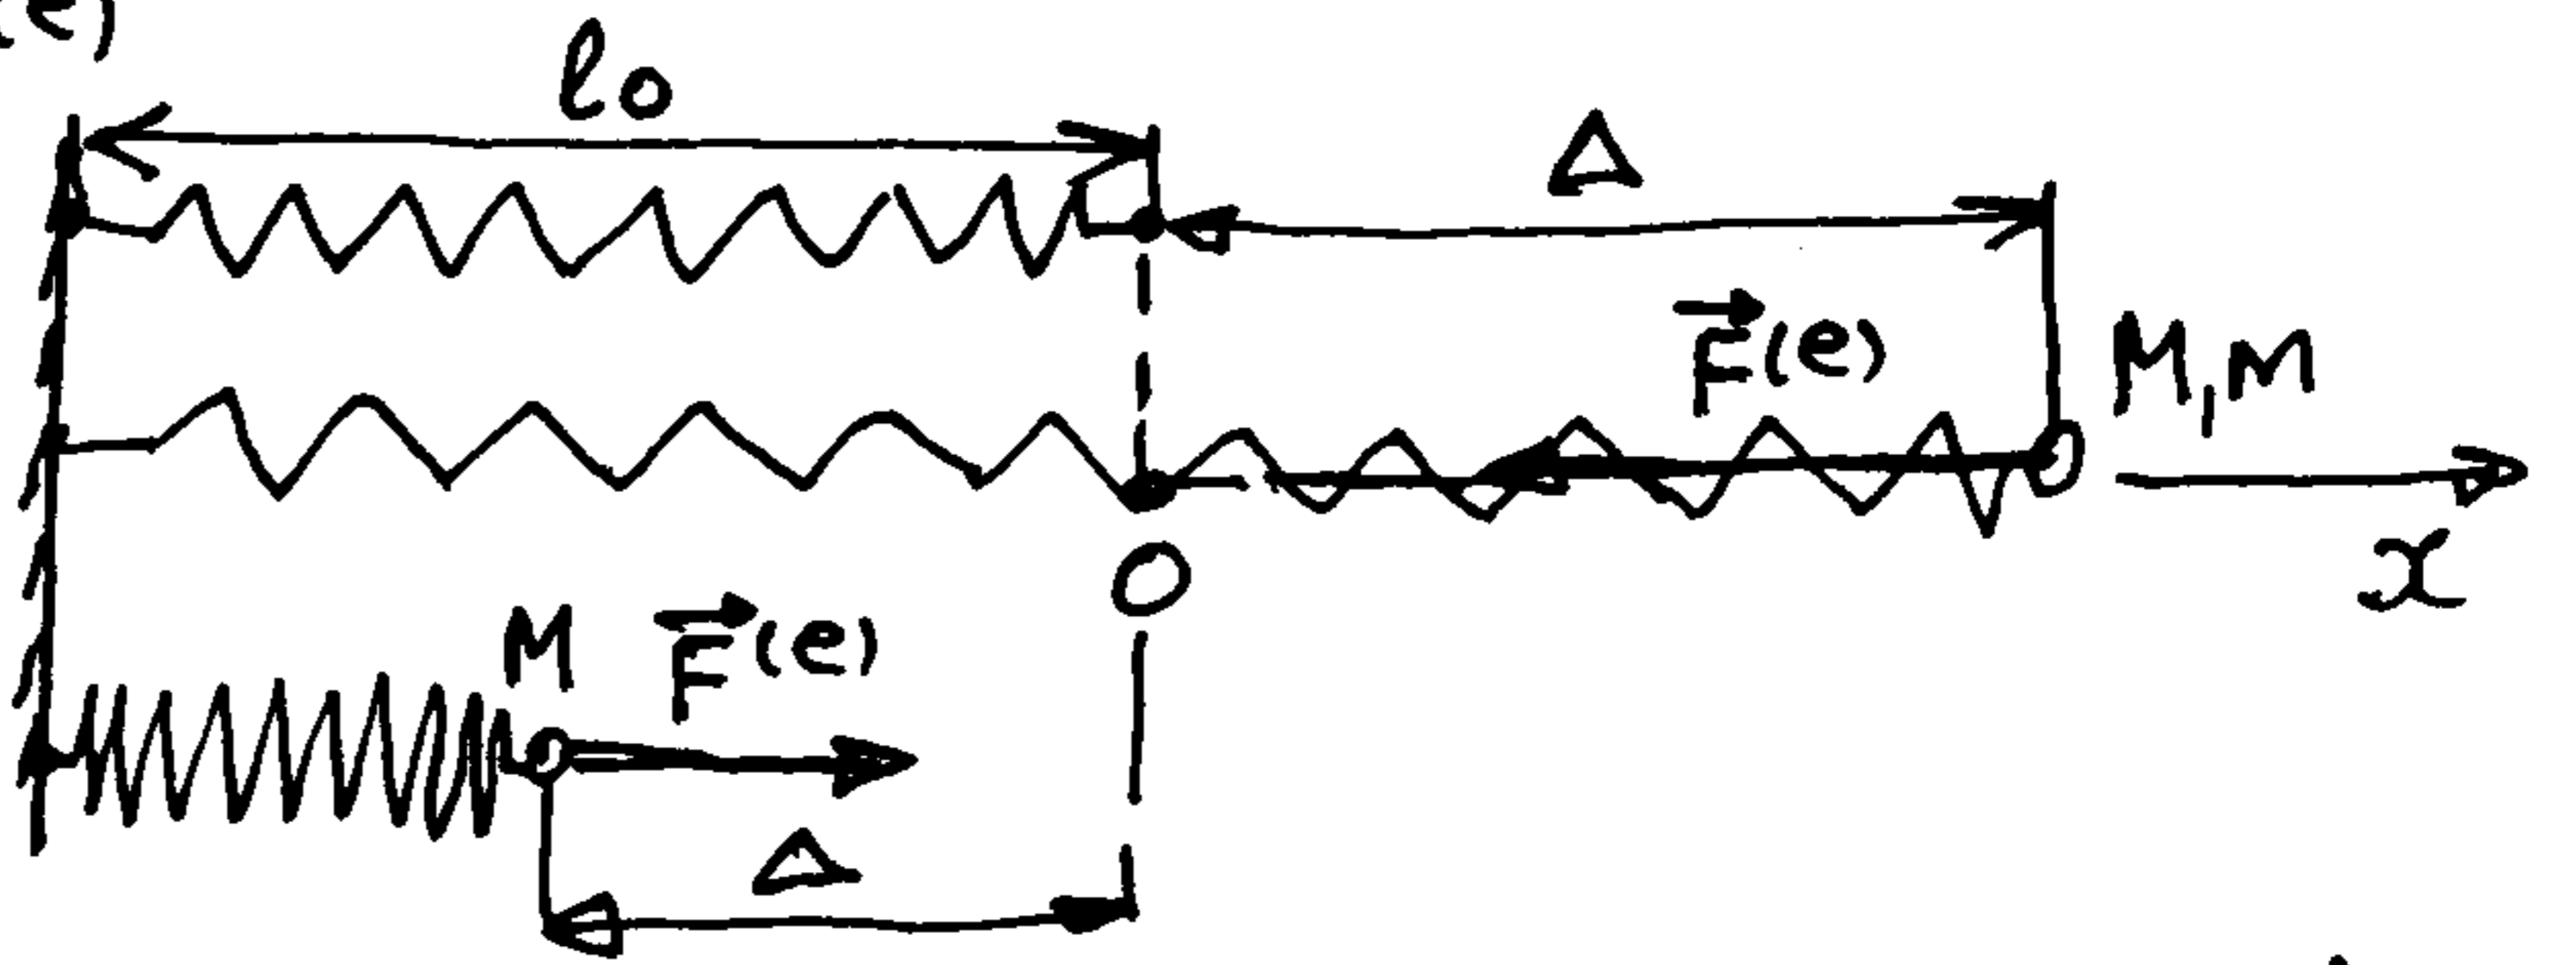 (e)
l₀
Δ
F⃗(e)
M, m
x
O
M F⃗(e)
Δ